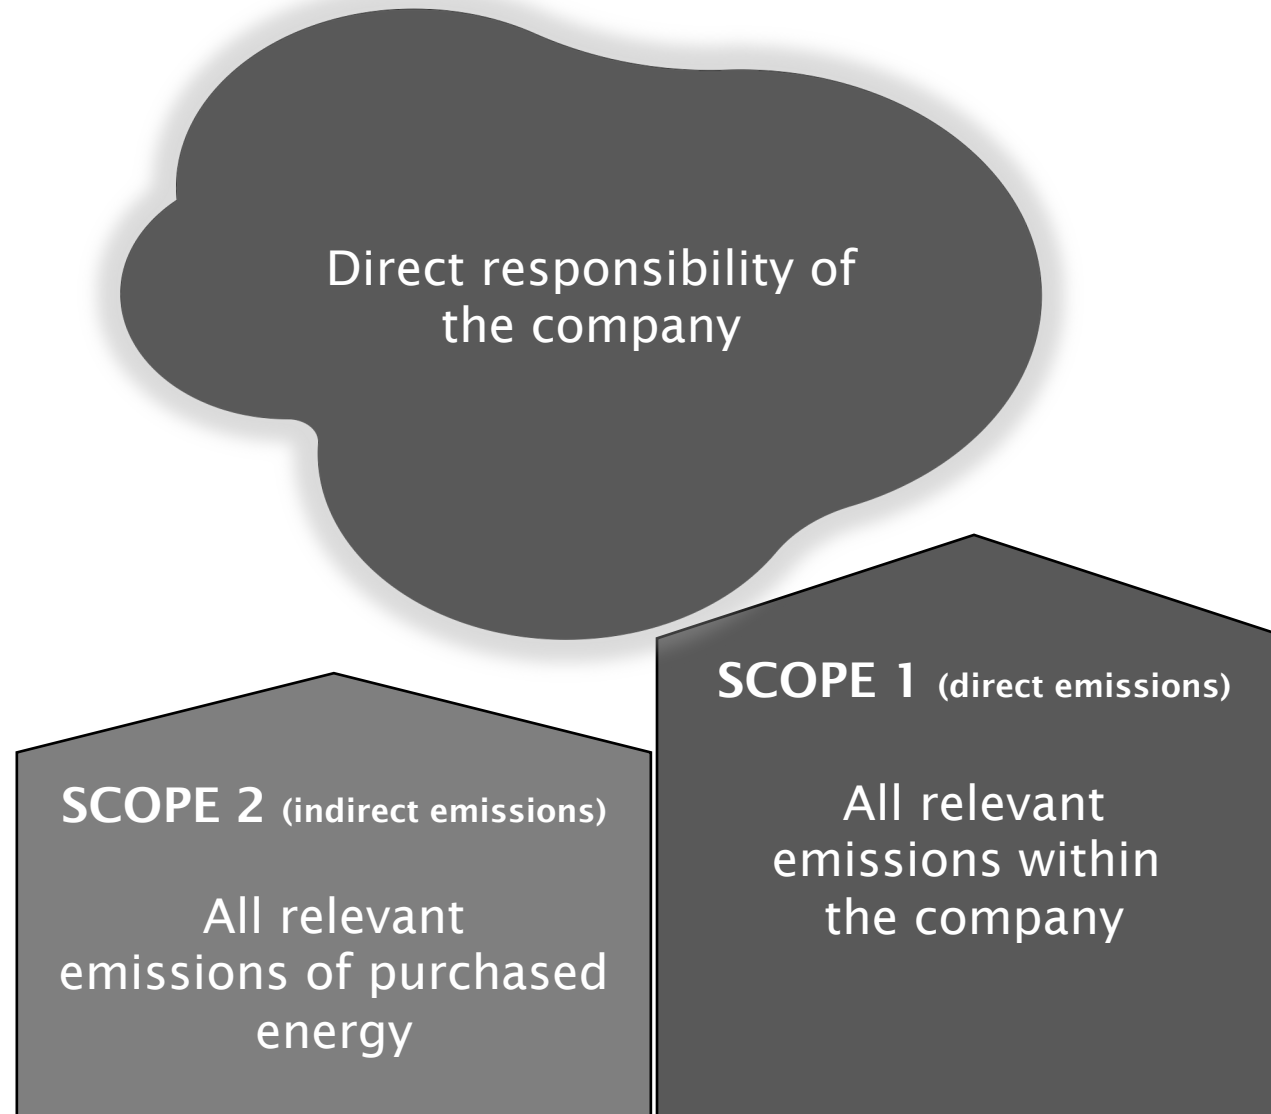 Direct responsibility of
the company
SCOPE 2 (indirect emissions)
All relevant
emissions of purchased
energy
SCOPE 1 (direct emissions)
All relevant
emissions within
the company